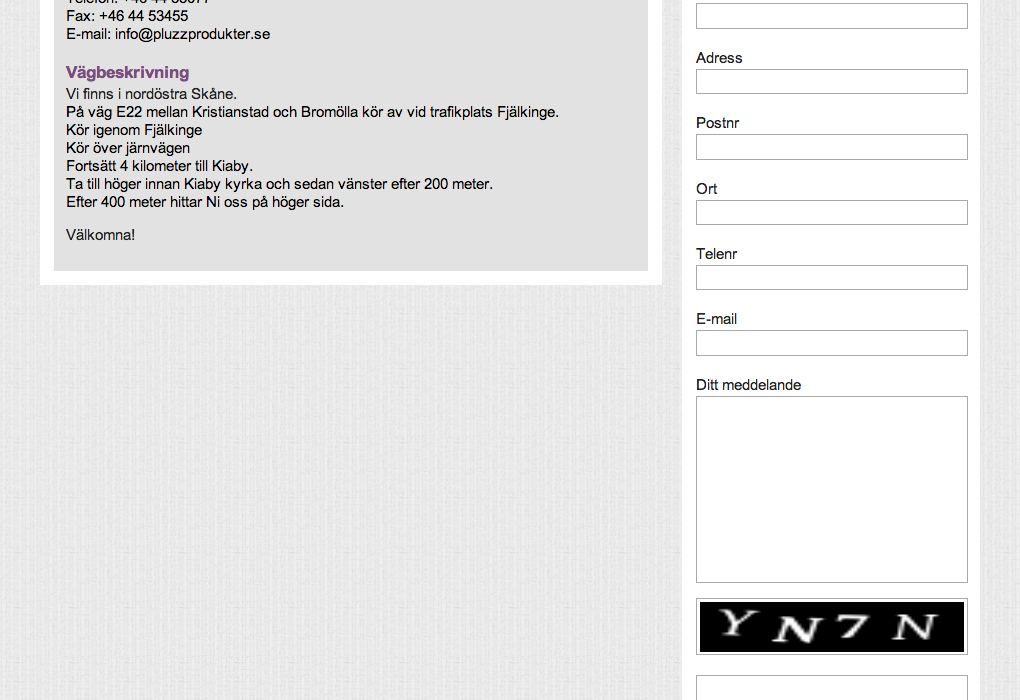 Fax: +46 44 53455
E-mail: info@pluzzprodukter.se
Vägbeskrivning
Vi finns i nordöstra Skåne.
På väg E22 mellan Kristianstad och Bromölla kör av vid trafikplats Fjälkinge.
Kör igenom Fjälkinge
Kör över järnvägen
Fortsätt 4 kilometer till Kiaby.
Ta till höger innan Kiaby kyrka och sedan vänster efter 200 meter.
Efter 400 meter hittar Ni oss på höger sida.
Välkomna!
Adress
Postnr
Ort
Telenr
E-mail
Ditt meddelande
YN7N